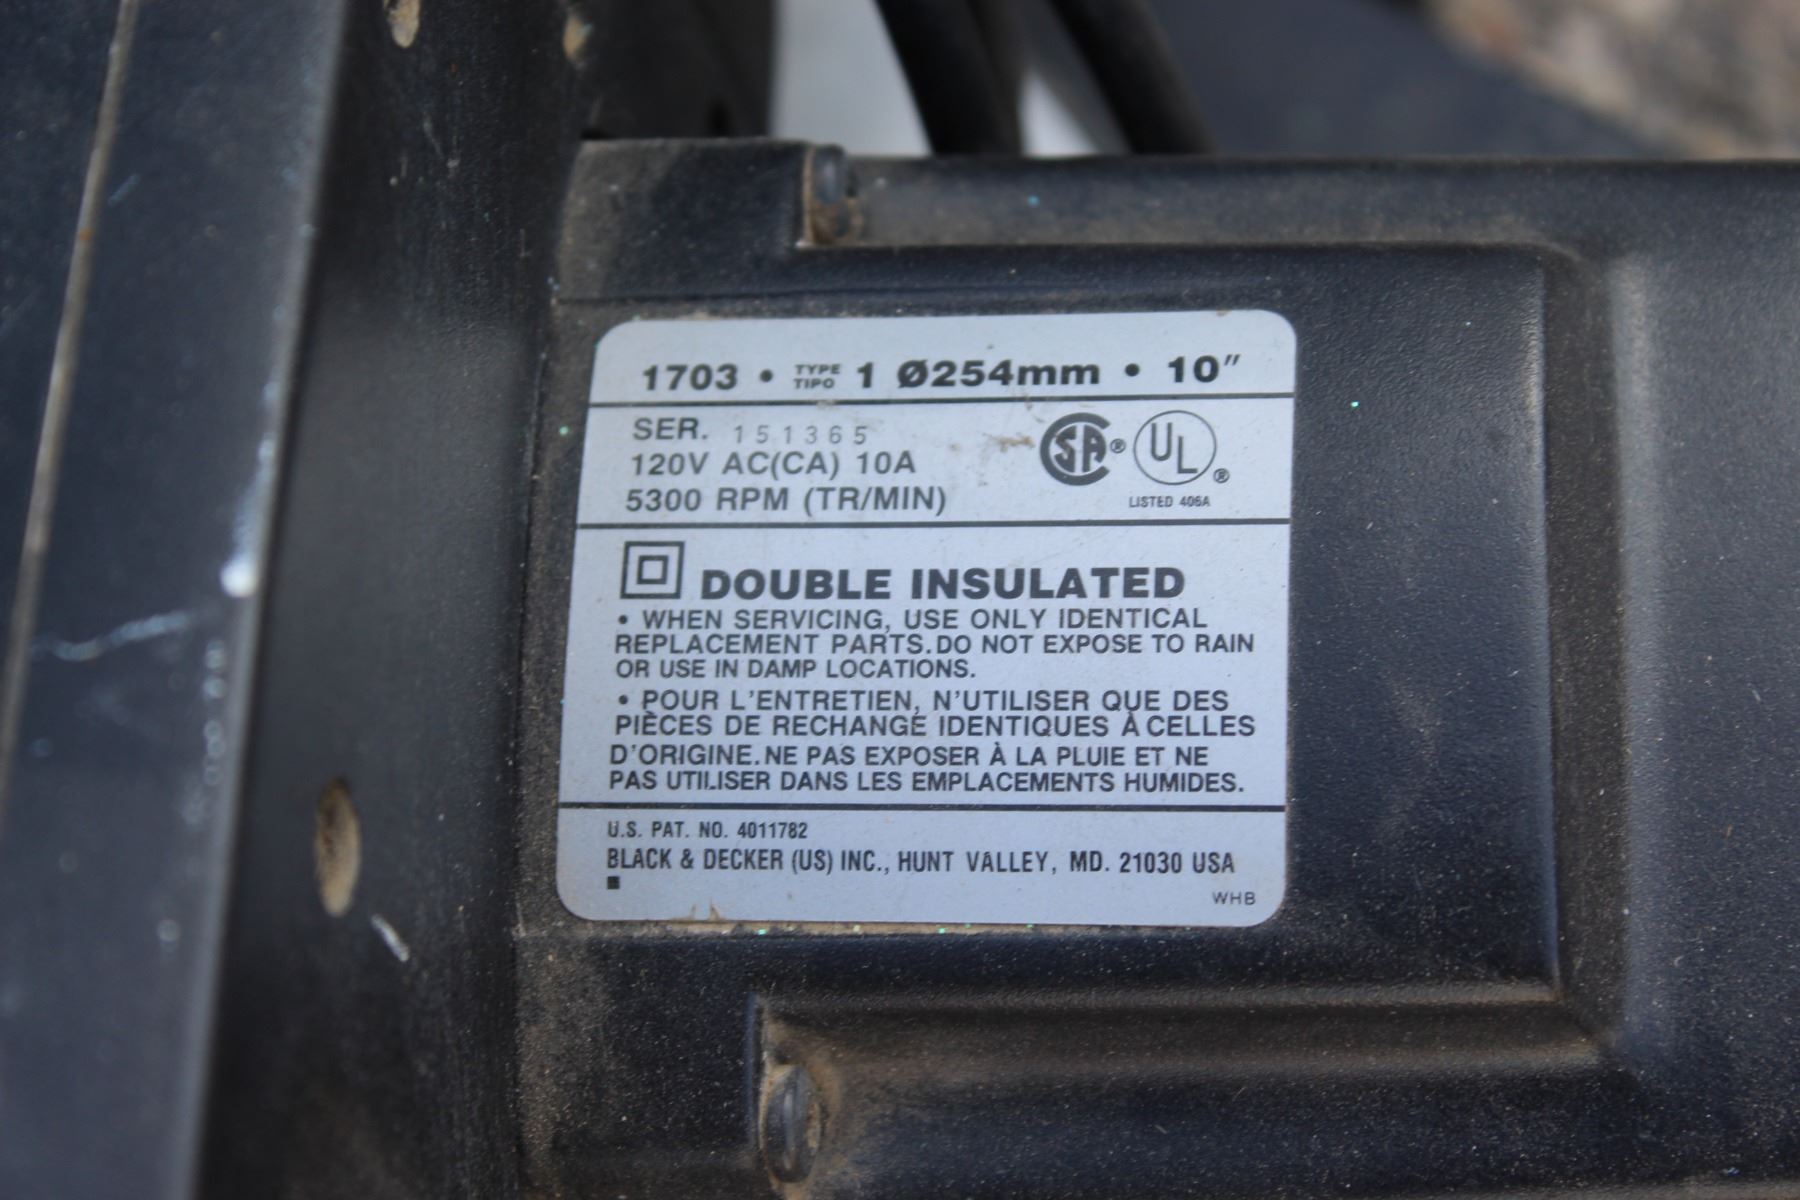 1703 • TYPE TIPO 1 Ø254mm • 10"
SER. 151365
120V AC(CA) 10A
5300 RPM (TR/MIN)
SA ® UL ®
LISTED 406A
DOUBLE INSULATED
• WHEN SERVICING, USE ONLY IDENTICAL
REPLACEMENT PARTS. DO NOT EXPOSE TO RAIN
OR USE IN DAMP LOCATIONS.
• POUR L'ENTRETIEN, N'UTILISER QUE DES
PIÈCES DE RECHANGE IDENTIQUES À CELLES
D'ORIGINE. NE PAS EXPOSER À LA PLUIE ET NE
PAS UTILISER DANS LES EMPLACEMENTS HUMIDES.
U.S. PAT. NO. 4011782
BLACK & DECKER (US) INC., HUNT VALLEY, MD. 21030 USA
WHB